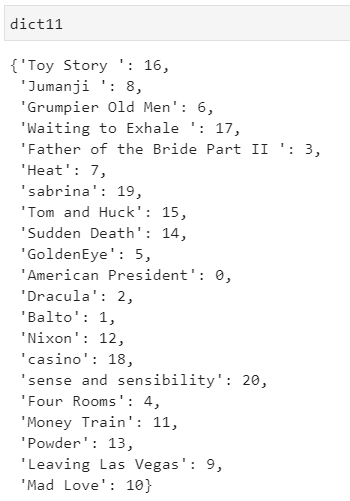 dict11
{'Toy Story ': 16,
'Jumanji ': 8,
'Grumpier Old Men': 6,
'Waiting to Exhale ': 17,
'Father of the Bride Part II ': 3,
'Heat': 7,
'sabrina': 19,
'Tom and Huck': 15,
'Sudden Death': 14,
'GoldenEye': 5,
'American President': 0,
'Dracula': 2,
'Balto': 1,
'Nixon': 12,
'casino': 18,
'sense and sensibility': 20,
'Four Rooms': 4,
'Money Train': 11,
'Powder': 13,
'Leaving Las Vegas': 9,
'Mad Love': 10}